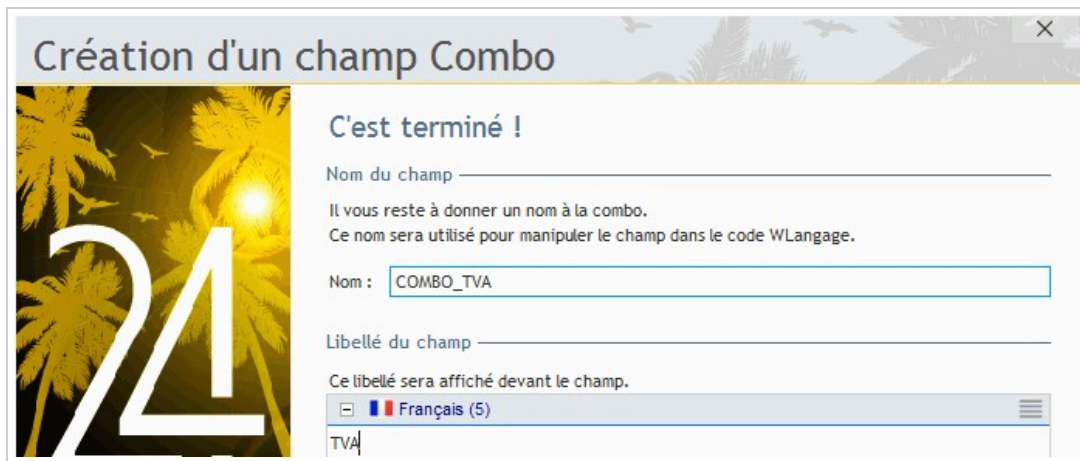 Création d'un champ Combo
C'est terminé !
Nom du champ
Il vous reste à donner un nom à la combo.
Ce nom sera utilisé pour manipuler le champ dans le code WLangage.
Nom : COMBO_TVA
Libellé du champ
Ce libellé sera affiché devant le champ.
Français (5)
TVA
24